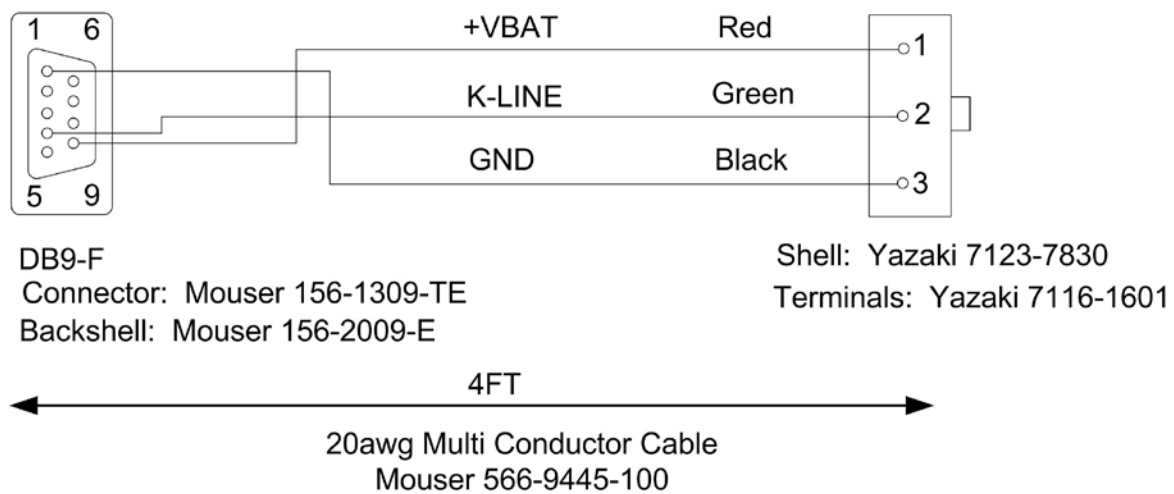 1 6
+VBAT Red
1
K-LINE Green
2
GND Black
3
5 9
DB9-F
Connector: Mouser 156-1309-TE
Backshell: Mouser 156-2009-E
Shell: Yazaki 7123-7830
Terminals: Yazaki 7116-1601
4FT
20awg Multi Conductor Cable
Mouser 566-9445-100